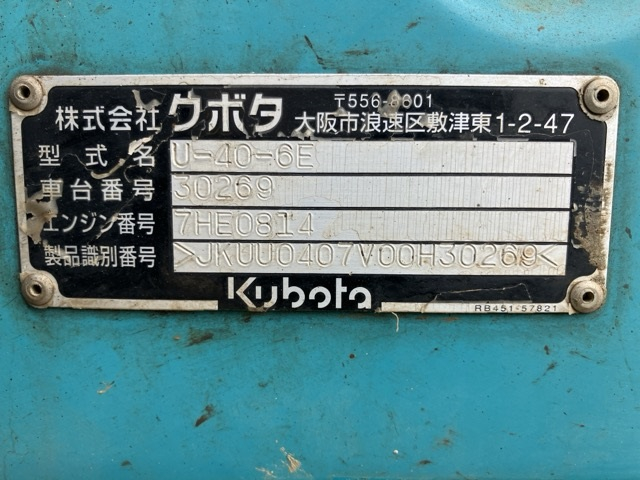 〒556-8601
株式会社クボタ 大阪市浪速区敷津東1-2-47
型式名 U-40-6E
車台番号 30269
エンジン番号 7HE0814
製品識別番号 >JKUU0407V00H30269<
Kubota
RB451-57821